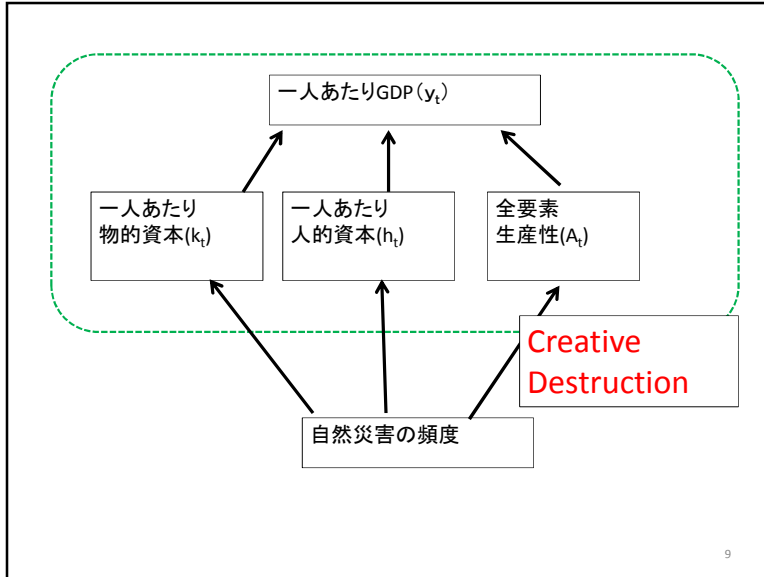 一人あたりGDP(yt)
一人あたり
物的資本(kt)
一人あたり
人的資本(ht)
全要素
生産性(At)
Creative
Destruction
自然災害の頻度
9